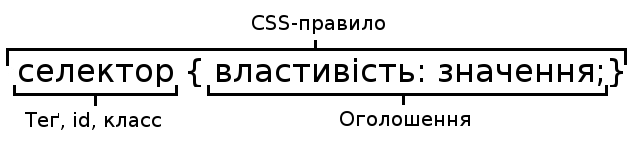 CSS-правило
селектор { властивість: значення;}
Теґ, id, класс
Оголошення